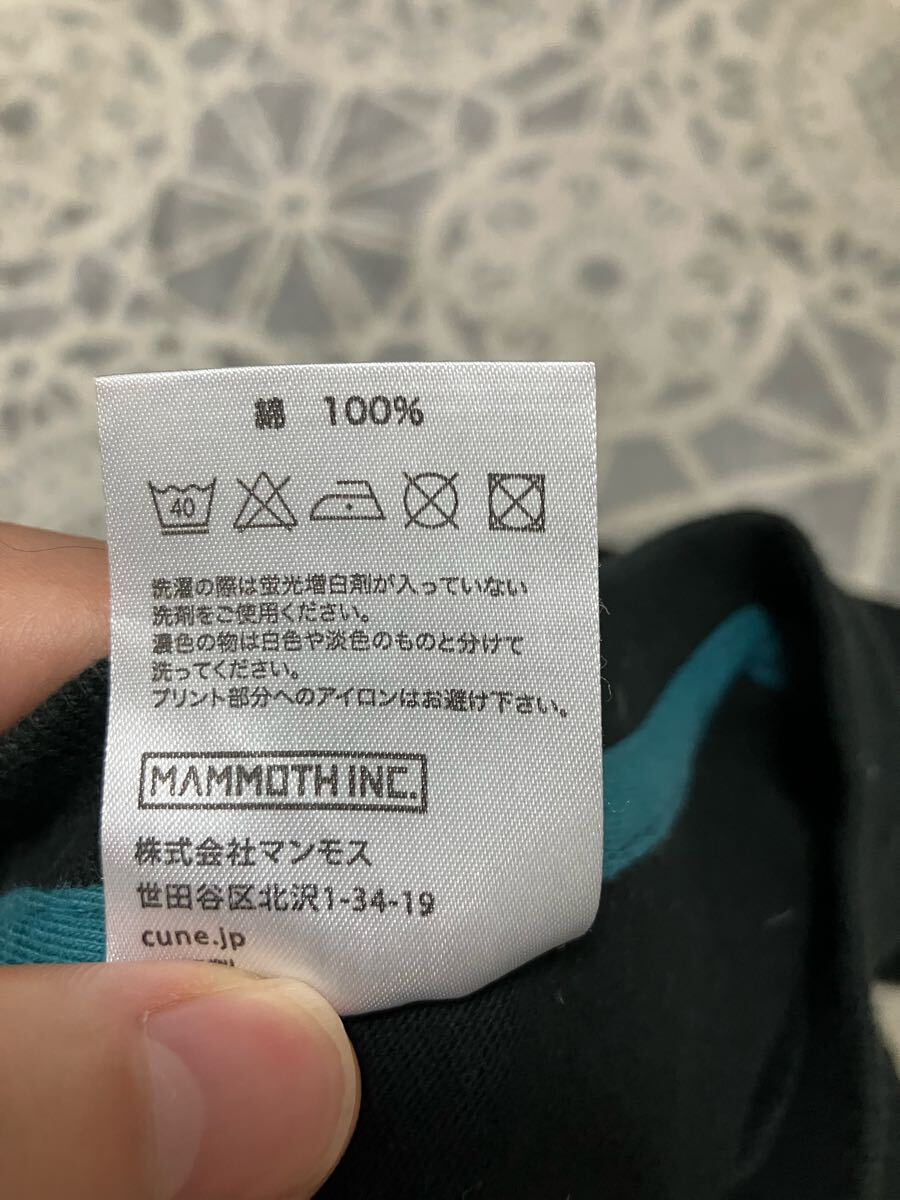 綿 100%
40
洗濯の際は蛍光増白剤が入っていない
洗剤をご使用ください。
濃色の物は白色や淡色のものと分けて
洗ってください。
プリント部分へのアイロンはお避け下さい。
MAMMOTH INC.
株式会社マンモス
世田谷区北沢1-34-19
cune.jp